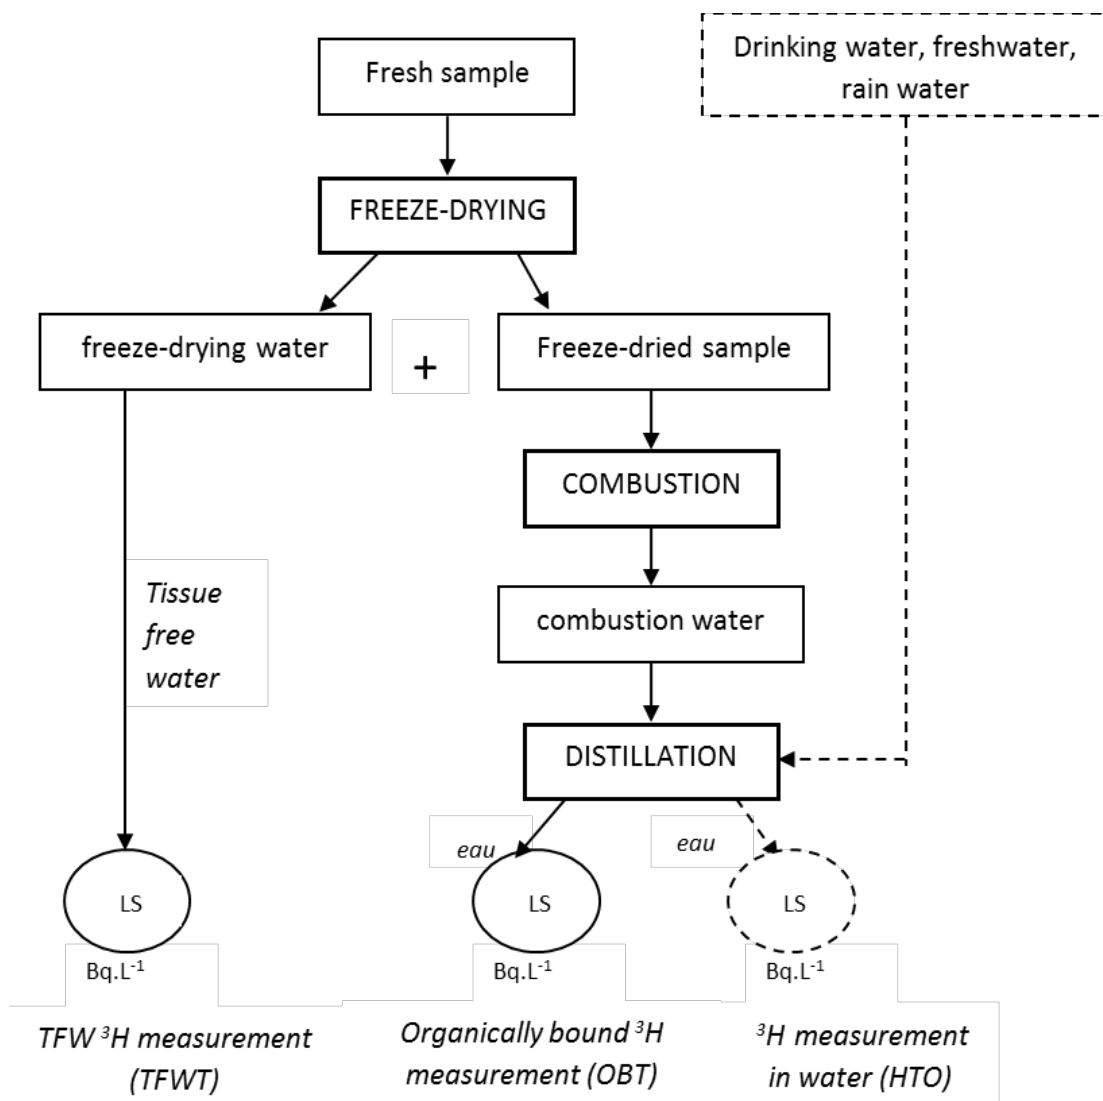 Fresh sample
Drinking water, freshwater,
rain water
FREEZE-DRYING
freeze-drying water
+
Freeze-dried sample
COMBUSTION
Tissue
free
water
combustion water
DISTILLATION
eau
eau
LS
LS
LS
Bq.L⁻¹
Bq.L⁻¹
Bq.L⁻¹
TFW ³H measurement
(TFWT)
Organically bound ³H
measurement (OBT)
³H measurement
in water (HTO)